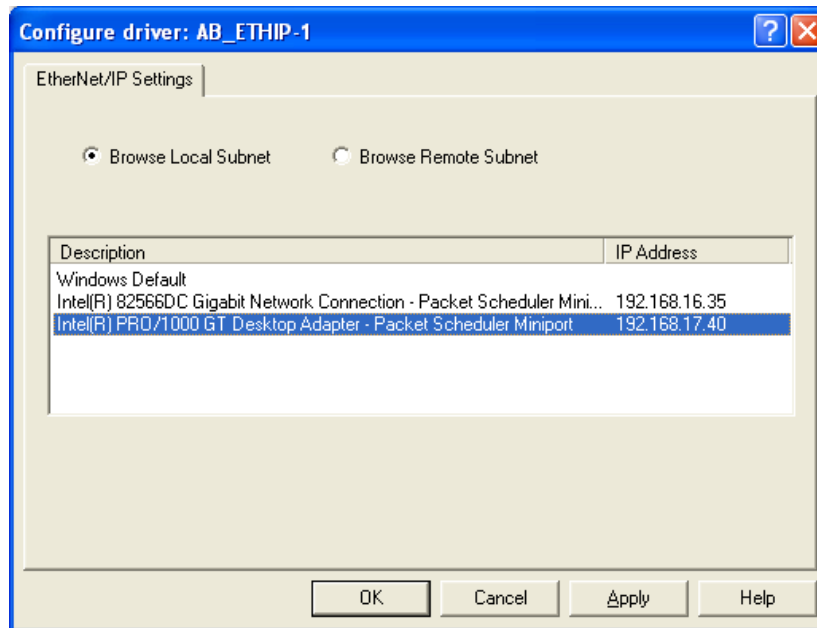 Configure driver: AB_ETHIP-1
EtherNet/IP Settings
Browse Local Subnet Browse Remote Subnet
Description IP Address
Windows Default
Intel(R) 82566DC Gigabit Network Connection - Packet Scheduler Mini... 192.168.16.35
Intel(R) PRO/1000 GT Desktop Adapter - Packet Scheduler Miniport 192.168.17.40
OK Cancel Apply Help